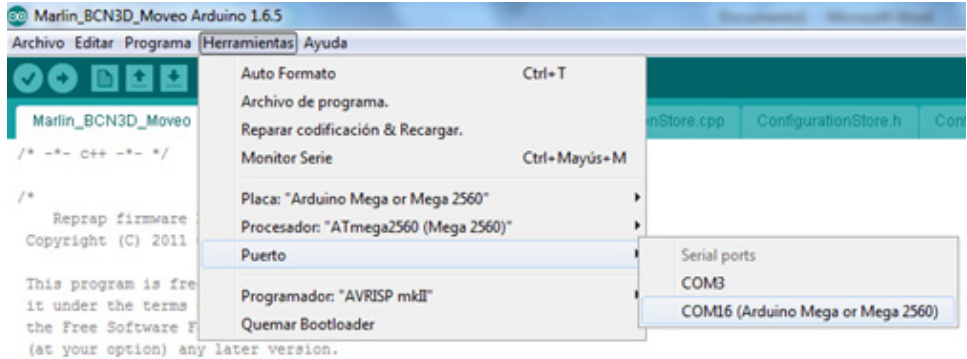 Marlin_BCN3D_Moveo Arduino 1.6.5
Archivo Editar Programa Herramientas Ayuda
Auto Formato Ctrl+T
Archivo de programa.
Reparar codificación & Recargar.
Monitor Serie Ctrl+Mayús+M
Placa: "Arduino Mega or Mega 2560"
Procesador: "ATmega2560 (Mega 2560)"
Puerto
Programador: "AVRISP mkII"
Quemar Bootloader
Serial ports
COM3
COM16 (Arduino Mega or Mega 2560)
Marlin_BCN3D_Moveo nStore.cpp ConfigurationStore.h Con
/* -*- c++ -*- */
/*
Reprap firmware
Copyright (C) 2011
This program is fre
it under the terms
the Free Software F
(at your option) any later version.